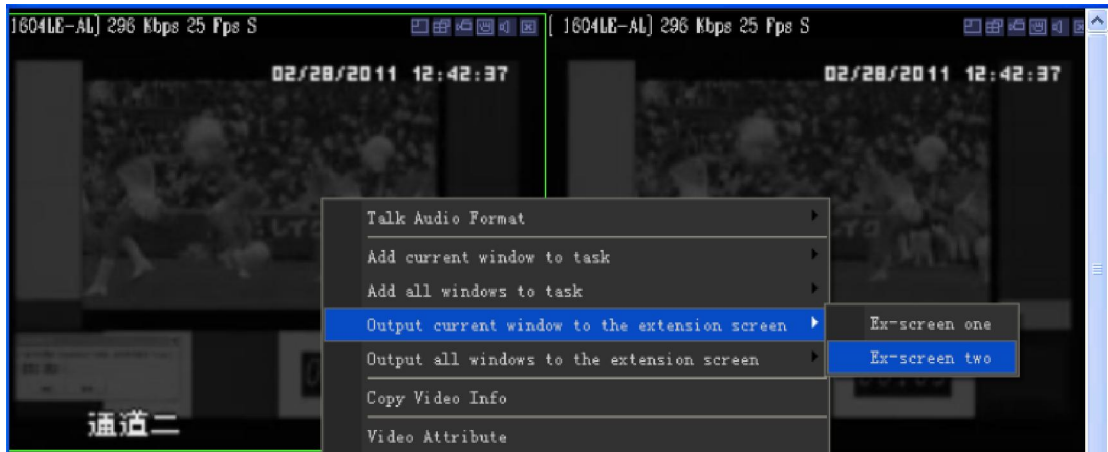 1604LE-AL] 296 Kbps 25 Fps S
[ 1604LE-AL] 296 Kbps 25 Fps S
02/28/2011 12:42:37
02/28/2011 12:42:37
Talk Audio Format
Add current window to task
Add all windows to task
Output current window to the extension screen
Ex-screen one
Ex-screen two
Output all windows to the extension screen
Copy Video Info
Video Attribute
通道二